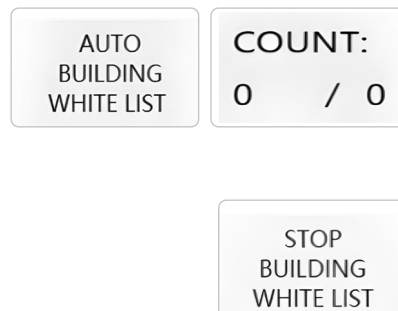 AUTO
BUILDING
WHITE LIST
COUNT:
0 / 0
STOP
BUILDING
WHITE LIST